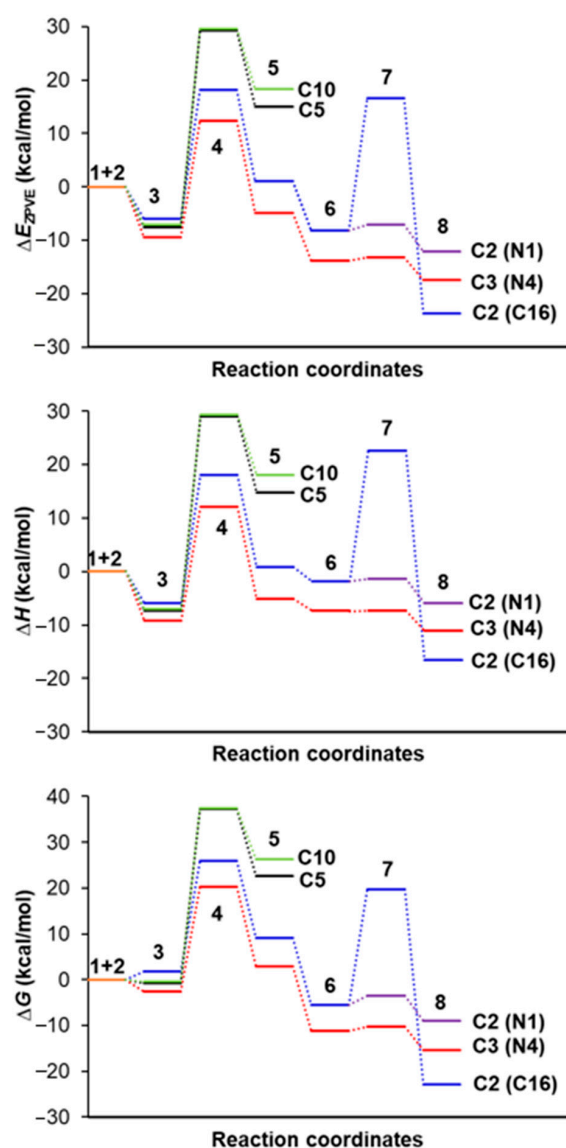 30
20
10
0
−10
−20
−30
ΔE_ZPVE (kcal/mol)
1+2
3
4
5
C10
C5
6
7
8
C2 (N1)
C3 (N4)
C2 (C16)
Reaction coordinates
30
20
10
0
−10
−20
−30
ΔH (kcal/mol)
1+2
3
4
5
C10
C5
6
7
8
C2 (N1)
C3 (N4)
C2 (C16)
Reaction coordinates
40
30
20
10
0
−10
−20
−30
ΔG (kcal/mol)
1+2
3
4
5
C10
C5
6
7
8
C2 (N1)
C3 (N4)
C2 (C16)
Reaction coordinates